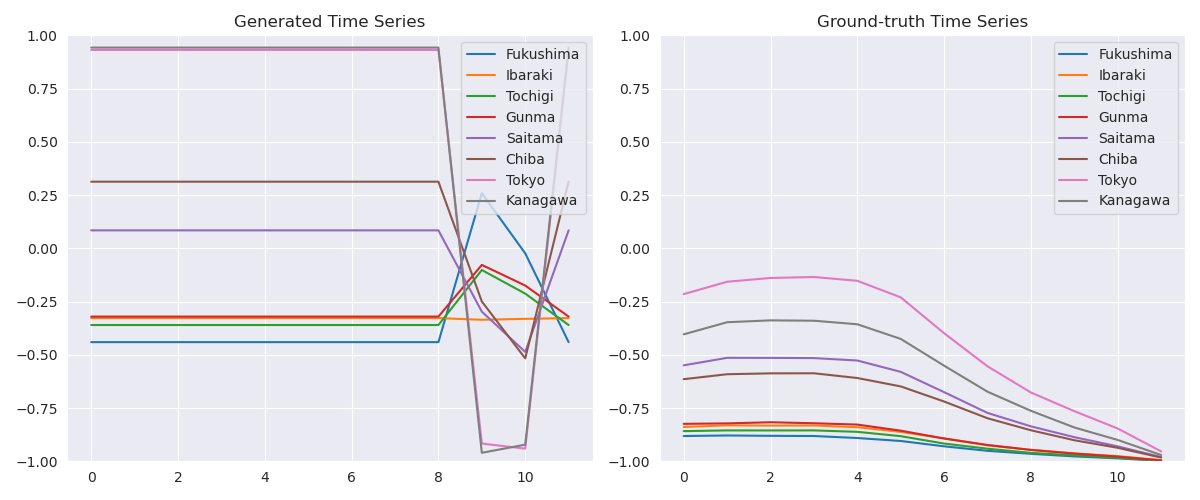 Generated Time Series
1.00
0.75
0.50
0.25
0.00
−0.25
−0.50
−0.75
−1.00
0 2 4 6 8 10
Fukushima
Ibaraki
Tochigi
Gunma
Saitama
Chiba
Tokyo
Kanagawa
Ground-truth Time Series
1.00
0.75
0.50
0.25
0.00
−0.25
−0.50
−0.75
−1.00
0 2 4 6 8 10
Fukushima
Ibaraki
Tochigi
Gunma
Saitama
Chiba
Tokyo
Kanagawa